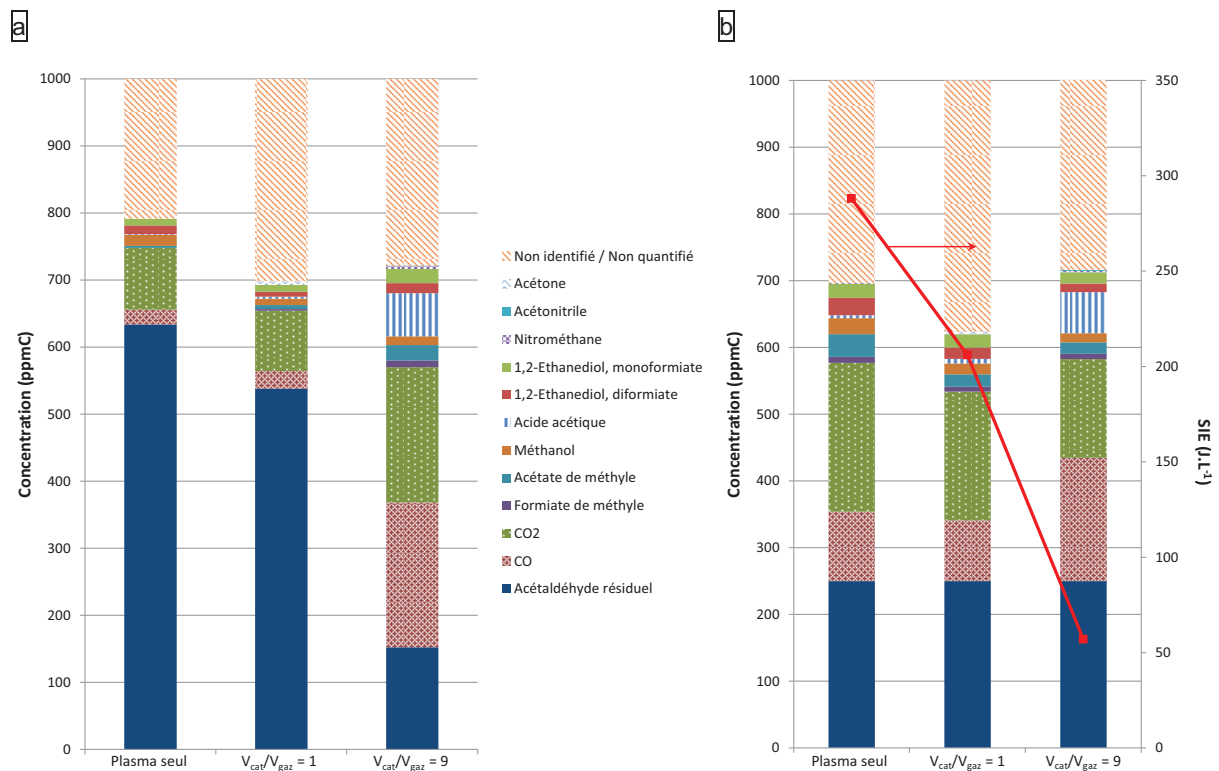 a
Concentration (ppmC)
1000
900
800
700
600
500
400
300
200
100
0
Plasma seul
Vcat/Vgaz = 1
Vcat/Vgaz = 9
Non identifié / Non quantifié
Acétone
Acétonitrile
Nitrométhane
1,2-Ethanediol, monoformiate
1,2-Ethanediol, diformiate
Acide acétique
Méthanol
Acétate de méthyle
Formiate de méthyle
CO2
CO
Acétaldéhyde résiduel
b
Concentration (ppmC)
1000
900
800
700
600
500
400
300
200
100
0
Plasma seul
Vcat/Vgaz = 1
Vcat/Vgaz = 9
350
300
250
200
150
100
50
0
SIE (J.L-1)